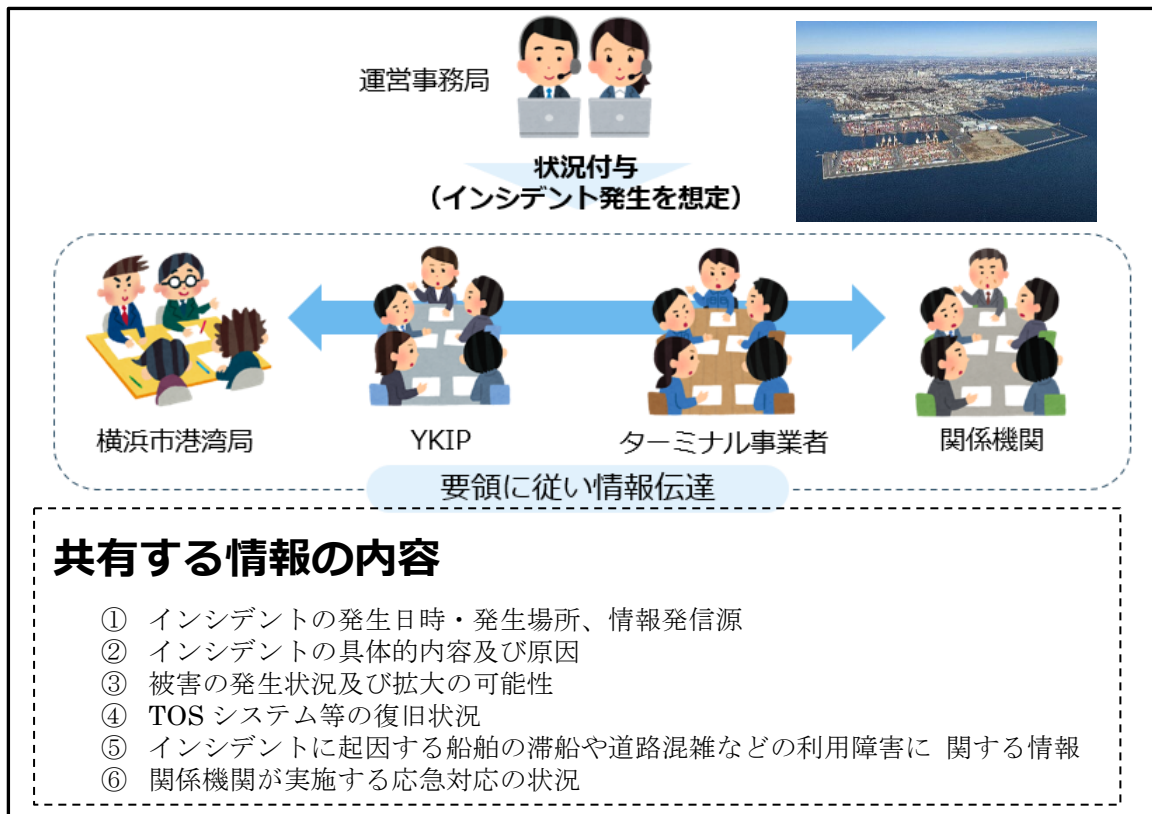 運営事務局
状況付与
（インシデント発生を想定）
横浜市港湾局
YKIP
ターミナル事業者
関係機関
要領に従い情報伝達
共有する情報の内容
① インシデントの発生日時・発生場所、情報発信源
② インシデントの具体的内容及び原因
③ 被害の発生状況及び拡大の可能性
④ TOS システム等の復旧状況
⑤ インシデントに起因する船舶の滞船や道路混雑などの利用障害に 関する情報
⑥ 関係機関が実施する応急対応の状況